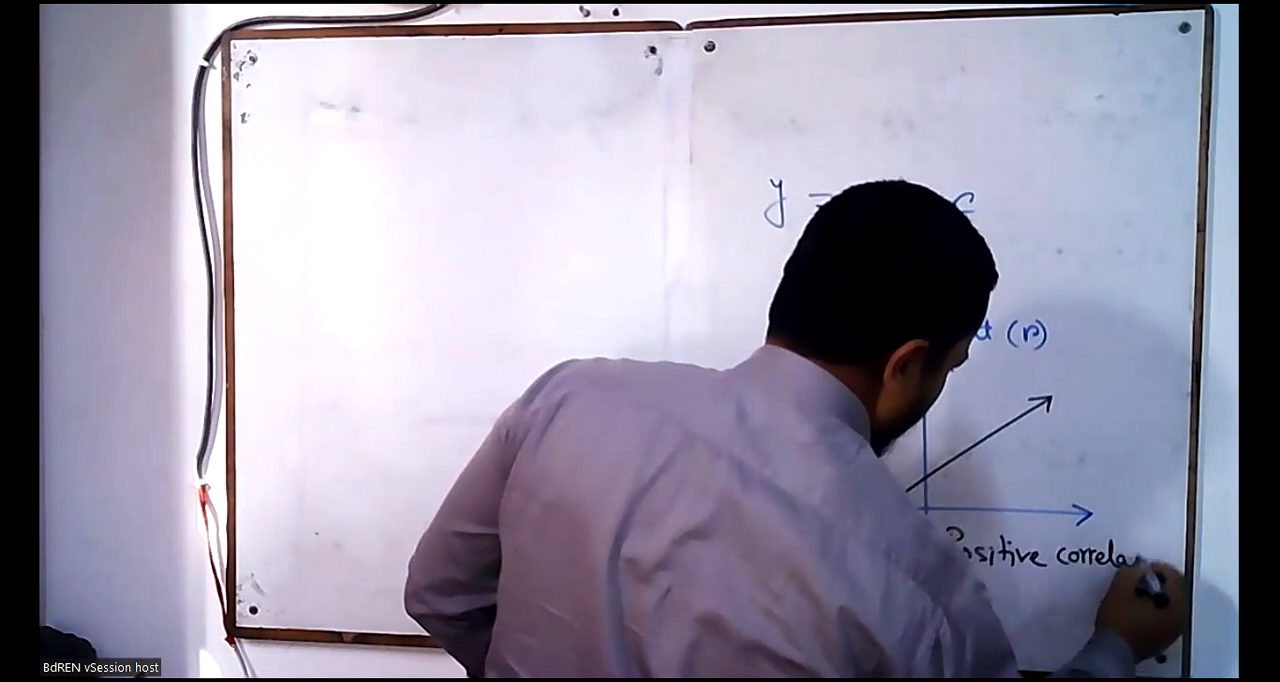 y = c
(r)
Positive correla
BdREN vSession host